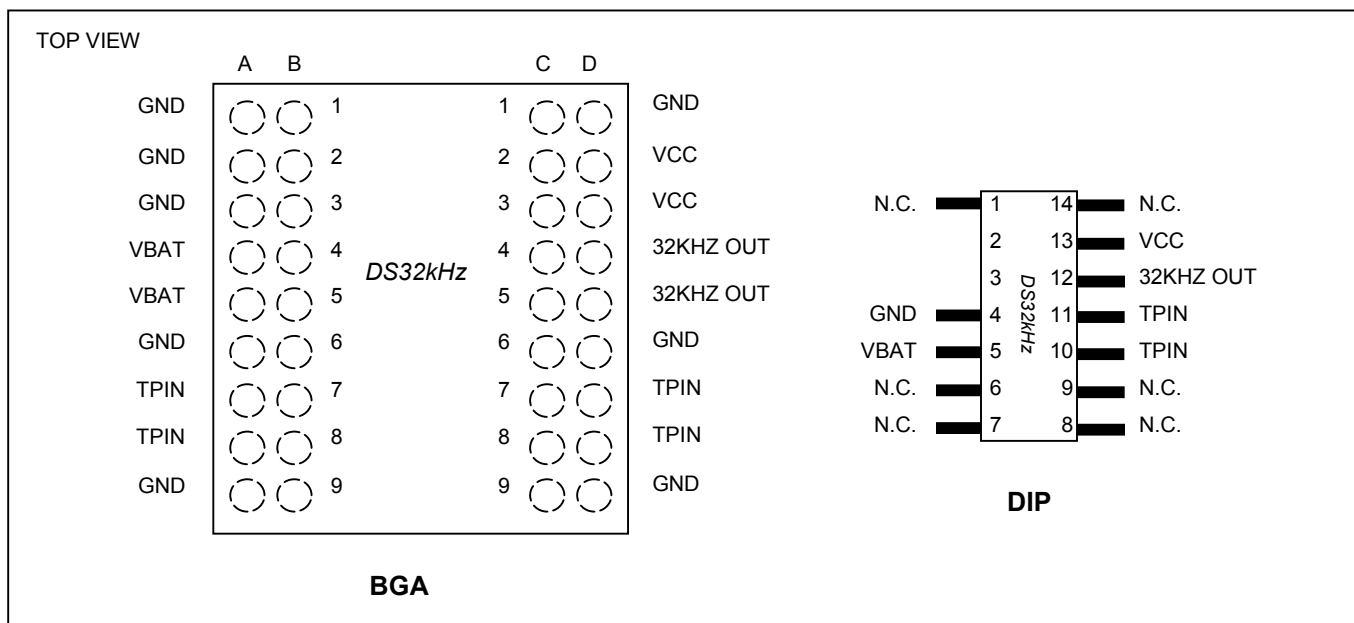 TOP VIEW
A B C D
GND 1 1 GND
GND 2 2 VCC
GND 3 3 VCC
VBAT 4 4 32KHZ OUT
DS32kHz
VBAT 5 5 32KHZ OUT
GND 6 6 GND
TPIN 7 7 TPIN
TPIN 8 8 TPIN
GND 9 9 GND
BGA
N.C. 1 14 N.C.
2 13 VCC
3 12 32KHZ OUT
DS32kHz
GND 4 11 TPIN
VBAT 5 10 TPIN
N.C. 6 9 N.C.
N.C. 7 8 N.C.
DIP